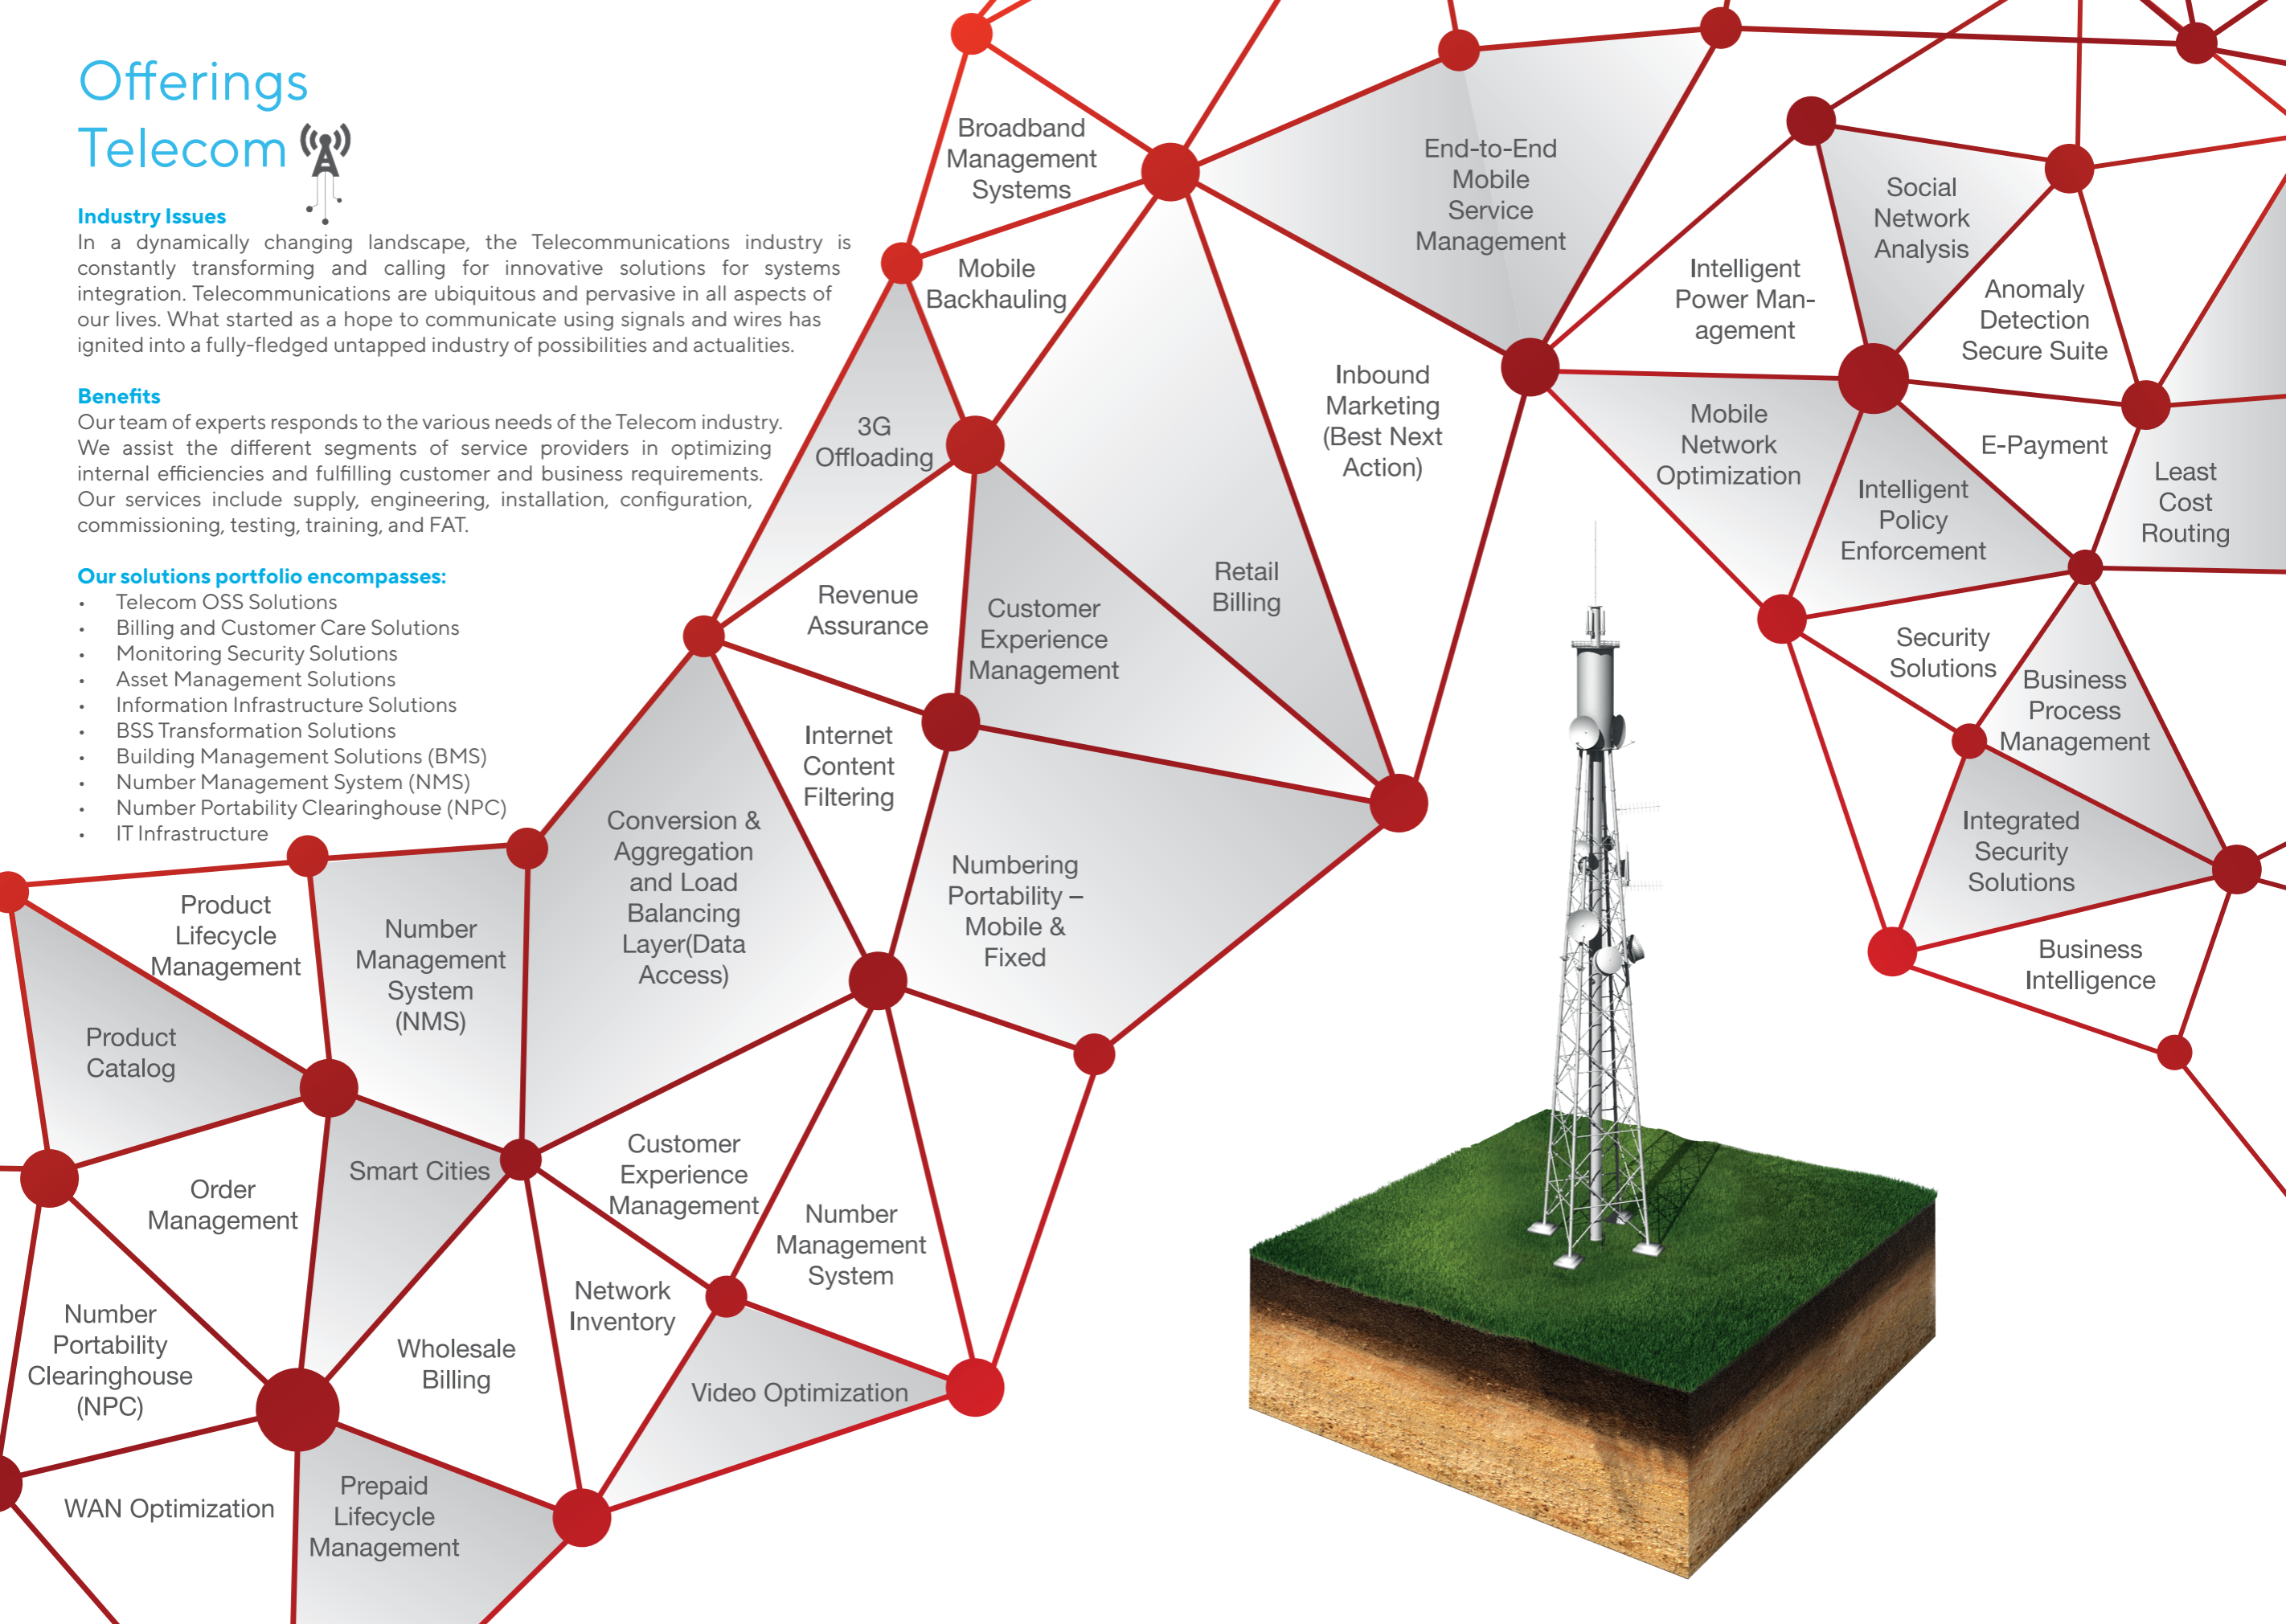 Offerings
Telecom
Industry Issues
In a dynamically changing landscape, the Telecommunications industry is
constantly transforming and calling for innovative solutions for systems
integration. Telecommunications are ubiquitous and pervasive in all aspects of
our lives. What started as a hope to communicate using signals and wires has
ignited into a fully-fledged untapped industry of possibilities and actualities.
Benefits
Our team of experts responds to the various needs of the Telecom industry.
We assist the different segments of service providers in optimizing
internal efficiencies and fulfilling customer and business requirements.
Our services include supply, engineering, installation, configuration,
commissioning, testing, training, and FAT.
Our solutions portfolio encompasses:
• Telecom OSS Solutions
• Billing and Customer Care Solutions
• Monitoring Security Solutions
• Asset Management Solutions
• Information Infrastructure Solutions
• BSS Transformation Solutions
• Building Management Solutions (BMS)
• Number Management System (NMS)
• Number Portability Clearinghouse (NPC)
• IT Infrastructure
Broadband
Management
Systems
Mobile
Backhauling
3G
Offloading
Revenue
Assurance
Customer
Experience
Management
Retail
Billing
Internet
Content
Filtering
Conversion &
Aggregation
and Load
Balancing
Layer(Data
Access)
Numbering
Portability –
Mobile &
Fixed
Product
Lifecycle
Management
Number
Management
System
(NMS)
Product
Catalog
Order
Management
Smart Cities
Customer
Experience
Management
Number
Management
System
Network
Inventory
Number
Portability
Clearinghouse
(NPC)
Wholesale
Billing
Video Optimization
WAN Optimization
Prepaid
Lifecycle
Management
End-to-End
Mobile
Service
Management
Inbound
Marketing
(Best Next
Action)
Intelligent
Power Man-
agement
Social
Network
Analysis
Anomaly
Detection
Secure Suite
Mobile
Network
Optimization
Intelligent
Policy
Enforcement
E-Payment
Least
Cost
Routing
Security
Solutions
Business
Process
Management
Integrated
Security
Solutions
Business
Intelligence